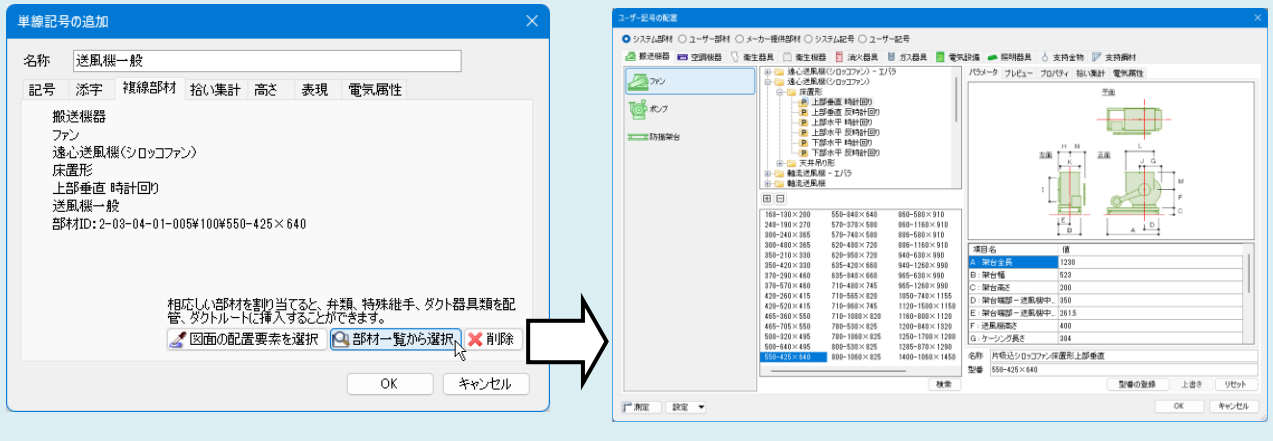 単線記号の追加
名称 送風機一般
記号 添字 複線部材 拾い集計 高さ 表現 電気属性
搬送機器
ファン
遠心送風機(シロッコファン)
床置形
上部垂直 時計回り
送風機一般
部材ID:2-03-04-01-005¥100¥550-425×640
相応しい部材を割り当てると、弁類、特殊継手、ダクト器具類を配
管、ダクトルートに挿入することができます。
図面の配置要素を選択 部材一覧から選択 削除
OK キャンセル
ユーザー記号の配置
システム部材 ユーザー部材 メーカー提供部材 システム記号 ユーザー記号
搬送機器 空調機器 衛生器具 衛生機器 消火器具 ガス器具 電気設備 照明器具 支持金物 支持鋼材
ファン
ポンプ
防振架台
遠心送風機(シロッコファン) - エバラ
遠心送風機(シロッコファン)
床置形
上部垂直 時計回り
上部垂直 反時計回り
上部水平 時計回り
上部水平 反時計回り
下部水平 時計回り
下部水平 反時計回り
天井吊り形
軸流送風機 - エバラ
軸流送風機
168-130×200 550-840×640 860-580×910
240-190×270 570-370×580 860-1160×910
300-240×365 570-740×580 886-580×910
300-480×365 620-480×720 886-1160×910
350-210×330 620-950×720 940-630×990
350-420×330 635-420×660 940-1260×990
370-290×460 635-840×660 965-630×990
370-570×460 710-480×745 965-1260×990
420-260×415 710-565×820 1050-740×1155
420-520×415 710-960×745 1120-1500×1150
465-360×550 710-1080×820 1160-800×1120
465-705×550 780-530×825 1200-840×1320
500-320×495 780-1060×825 1250-1700×1280
500-640×495 800-530×825 1285-870×1290
550-425×640 800-1060×825 1400-1060×1450
検索
パラメータ プレビュー プロパティ 拾い集計 電気属性
平面
左面 正面
H N L
K J G
I M
F
C
E D
B A
項目名 値
A : 架台全長 1230
B : 架台幅 523
C : 架台高さ 200
D : 架台端部－送風機中... 350
E : 架台端部－送風機中... 261.5
F : 送風機高さ 400
G : ケーシング長さ 384
名称 片吸込シロッコファン床置形上部垂直
型番 550-425×640
型番の登録 上書き リセット
測定 設定
OK キャンセル